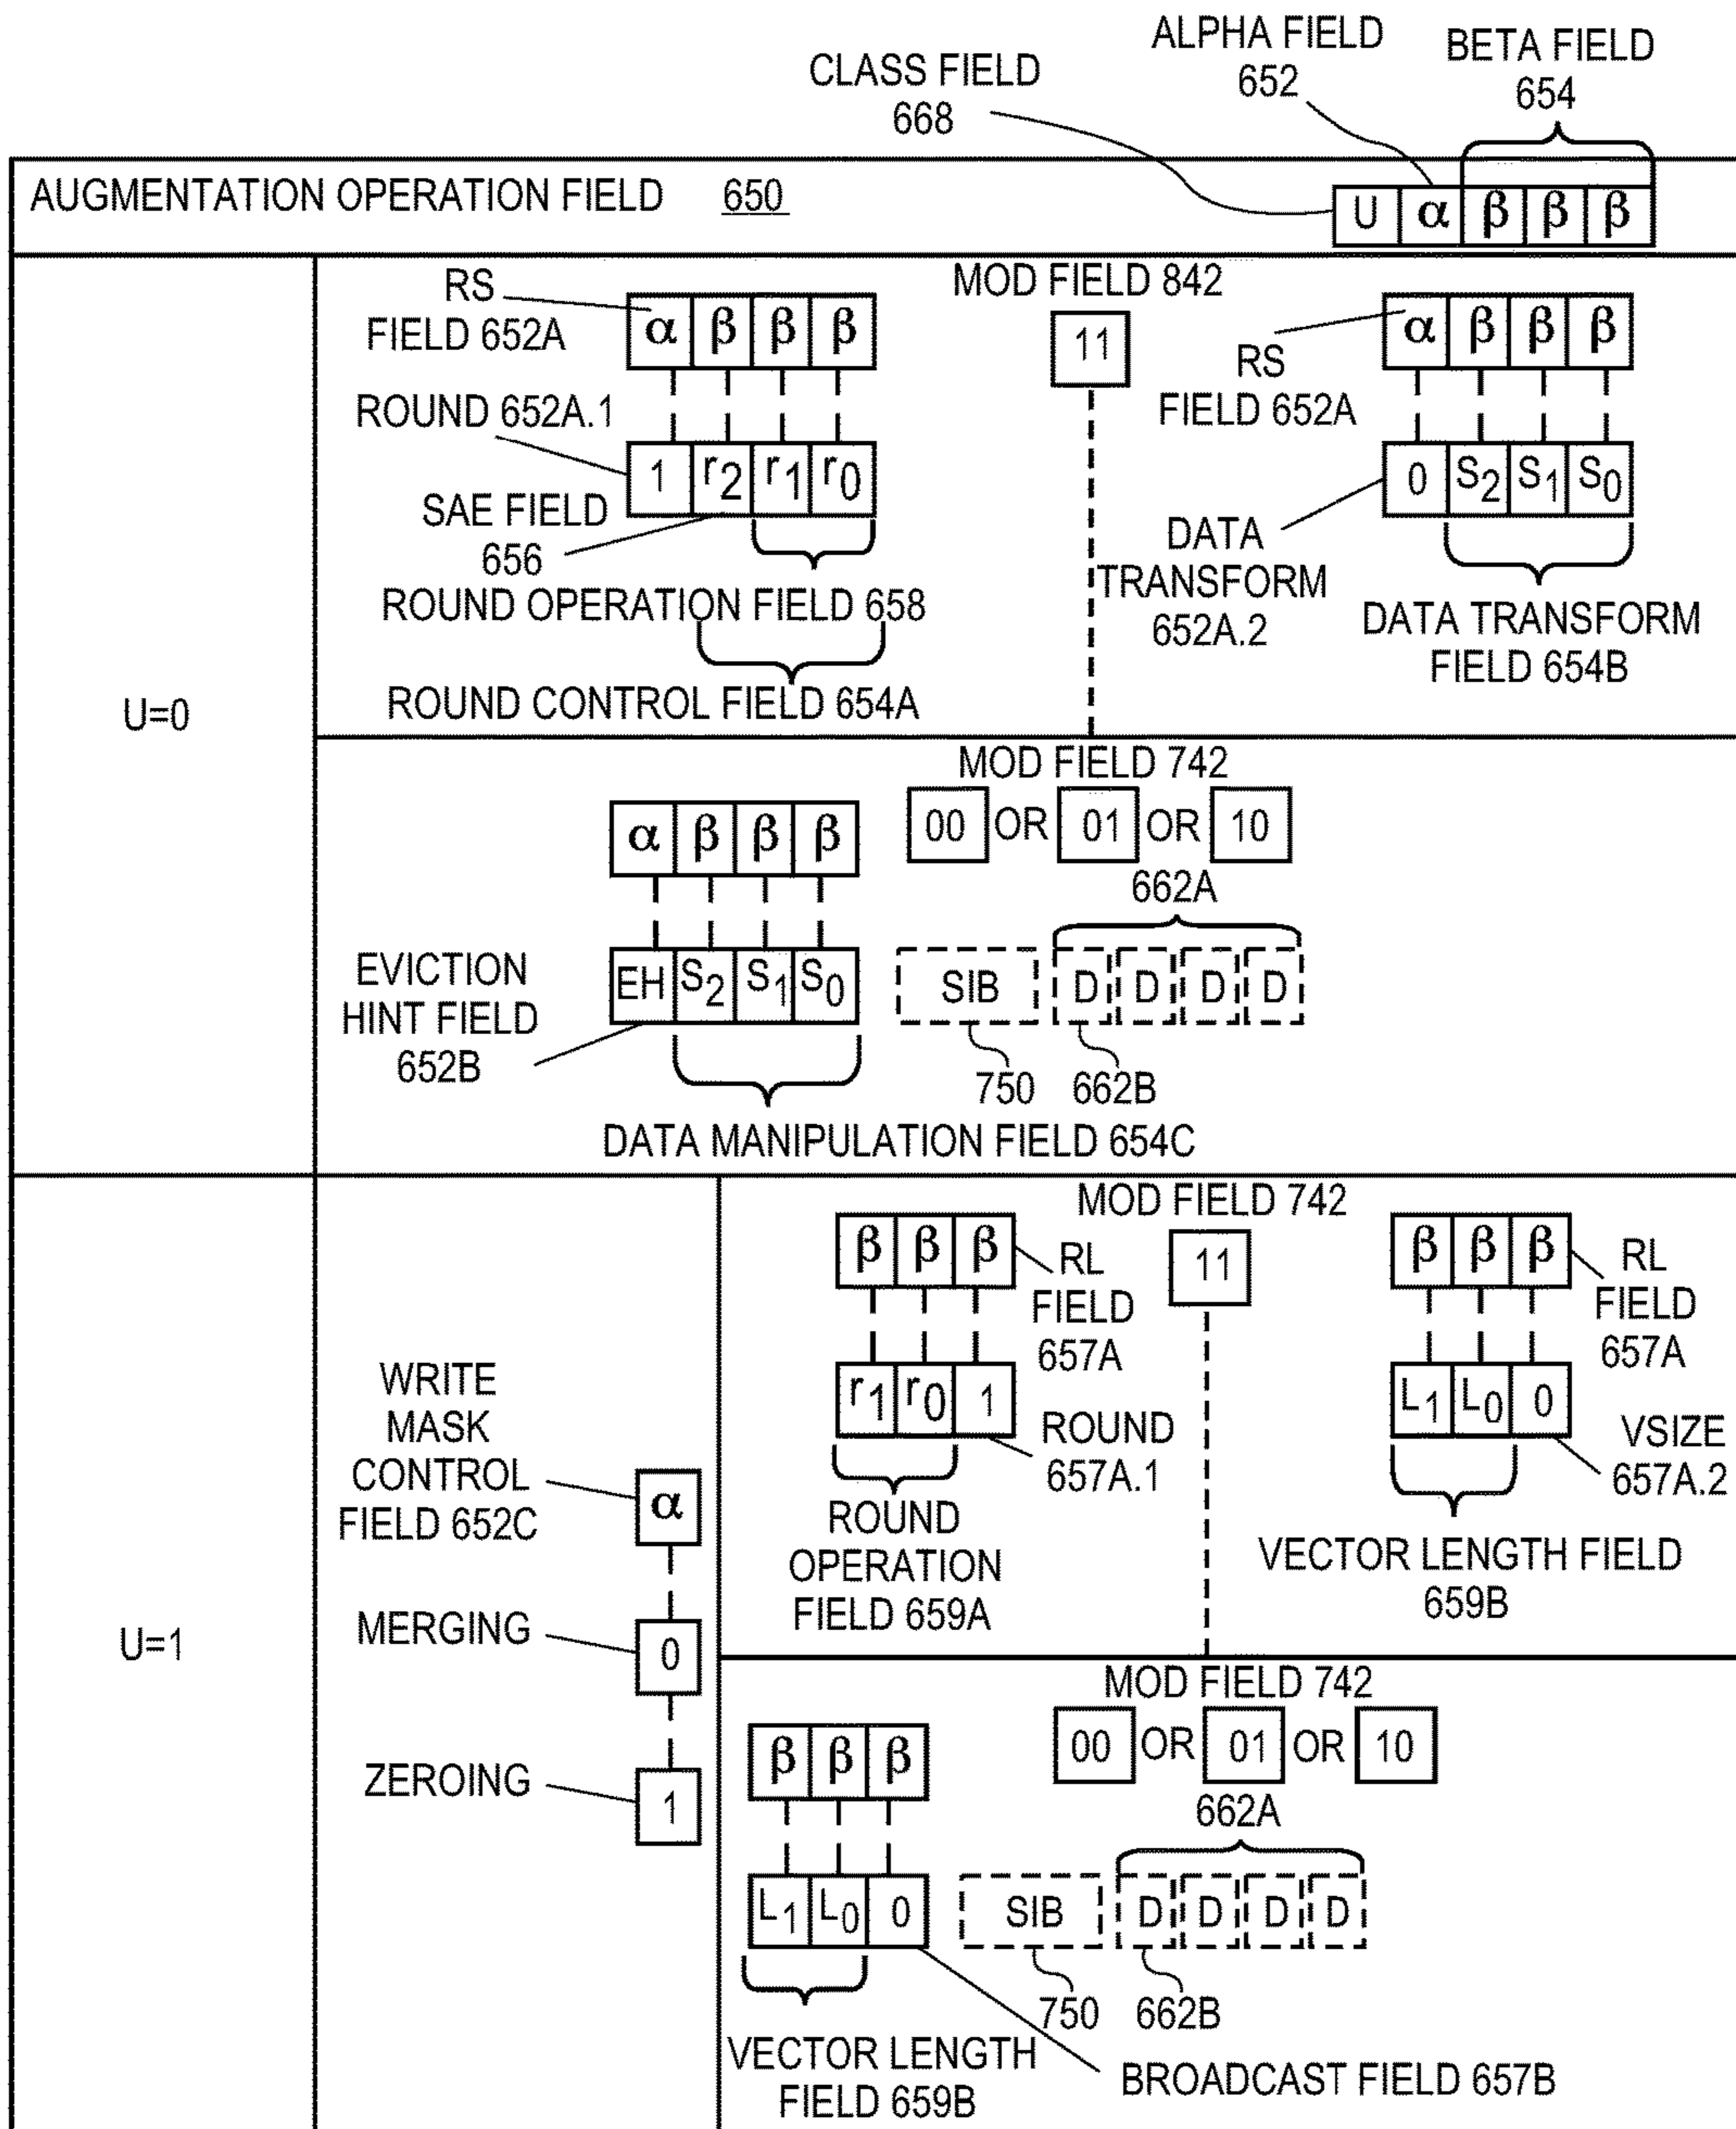 ALPHA FIELD
652
BETA FIELD
654
CLASS FIELD
668
AUGMENTATION OPERATION FIELD 650
U α β β β
U=0
RS
FIELD 652A
α β β β
MOD FIELD 842
11
α β β β
RS
FIELD 652A
ROUND 652A.1
1 r2 r1 r0
0 S2 S1 S0
SAE FIELD
656
ROUND OPERATION FIELD 658
ROUND CONTROL FIELD 654A
DATA
TRANSFORM
652A.2
DATA TRANSFORM
FIELD 654B
MOD FIELD 742
00 OR 01 OR 10
α β β β
662A
EVICTION
HINT FIELD
652B
EH S2 S1 S0
SIB D D D D
750 662B
DATA MANIPULATION FIELD 654C
U=1
WRITE
MASK
CONTROL
FIELD 652C
α
MERGING 0
ZEROING 1
MOD FIELD 742
β β β
RL
FIELD
657A
11
β β β
RL
FIELD
657A
r1 r0 1
ROUND
657A.1
L1 L0 0
VSIZE
657A.2
ROUND
OPERATION
FIELD 659A
VECTOR LENGTH FIELD
659B
MOD FIELD 742
00 OR 01 OR 10
β β β
662A
L1 L0 0
SIB D D D D
750 662B
VECTOR LENGTH
FIELD 659B
BROADCAST FIELD 657B